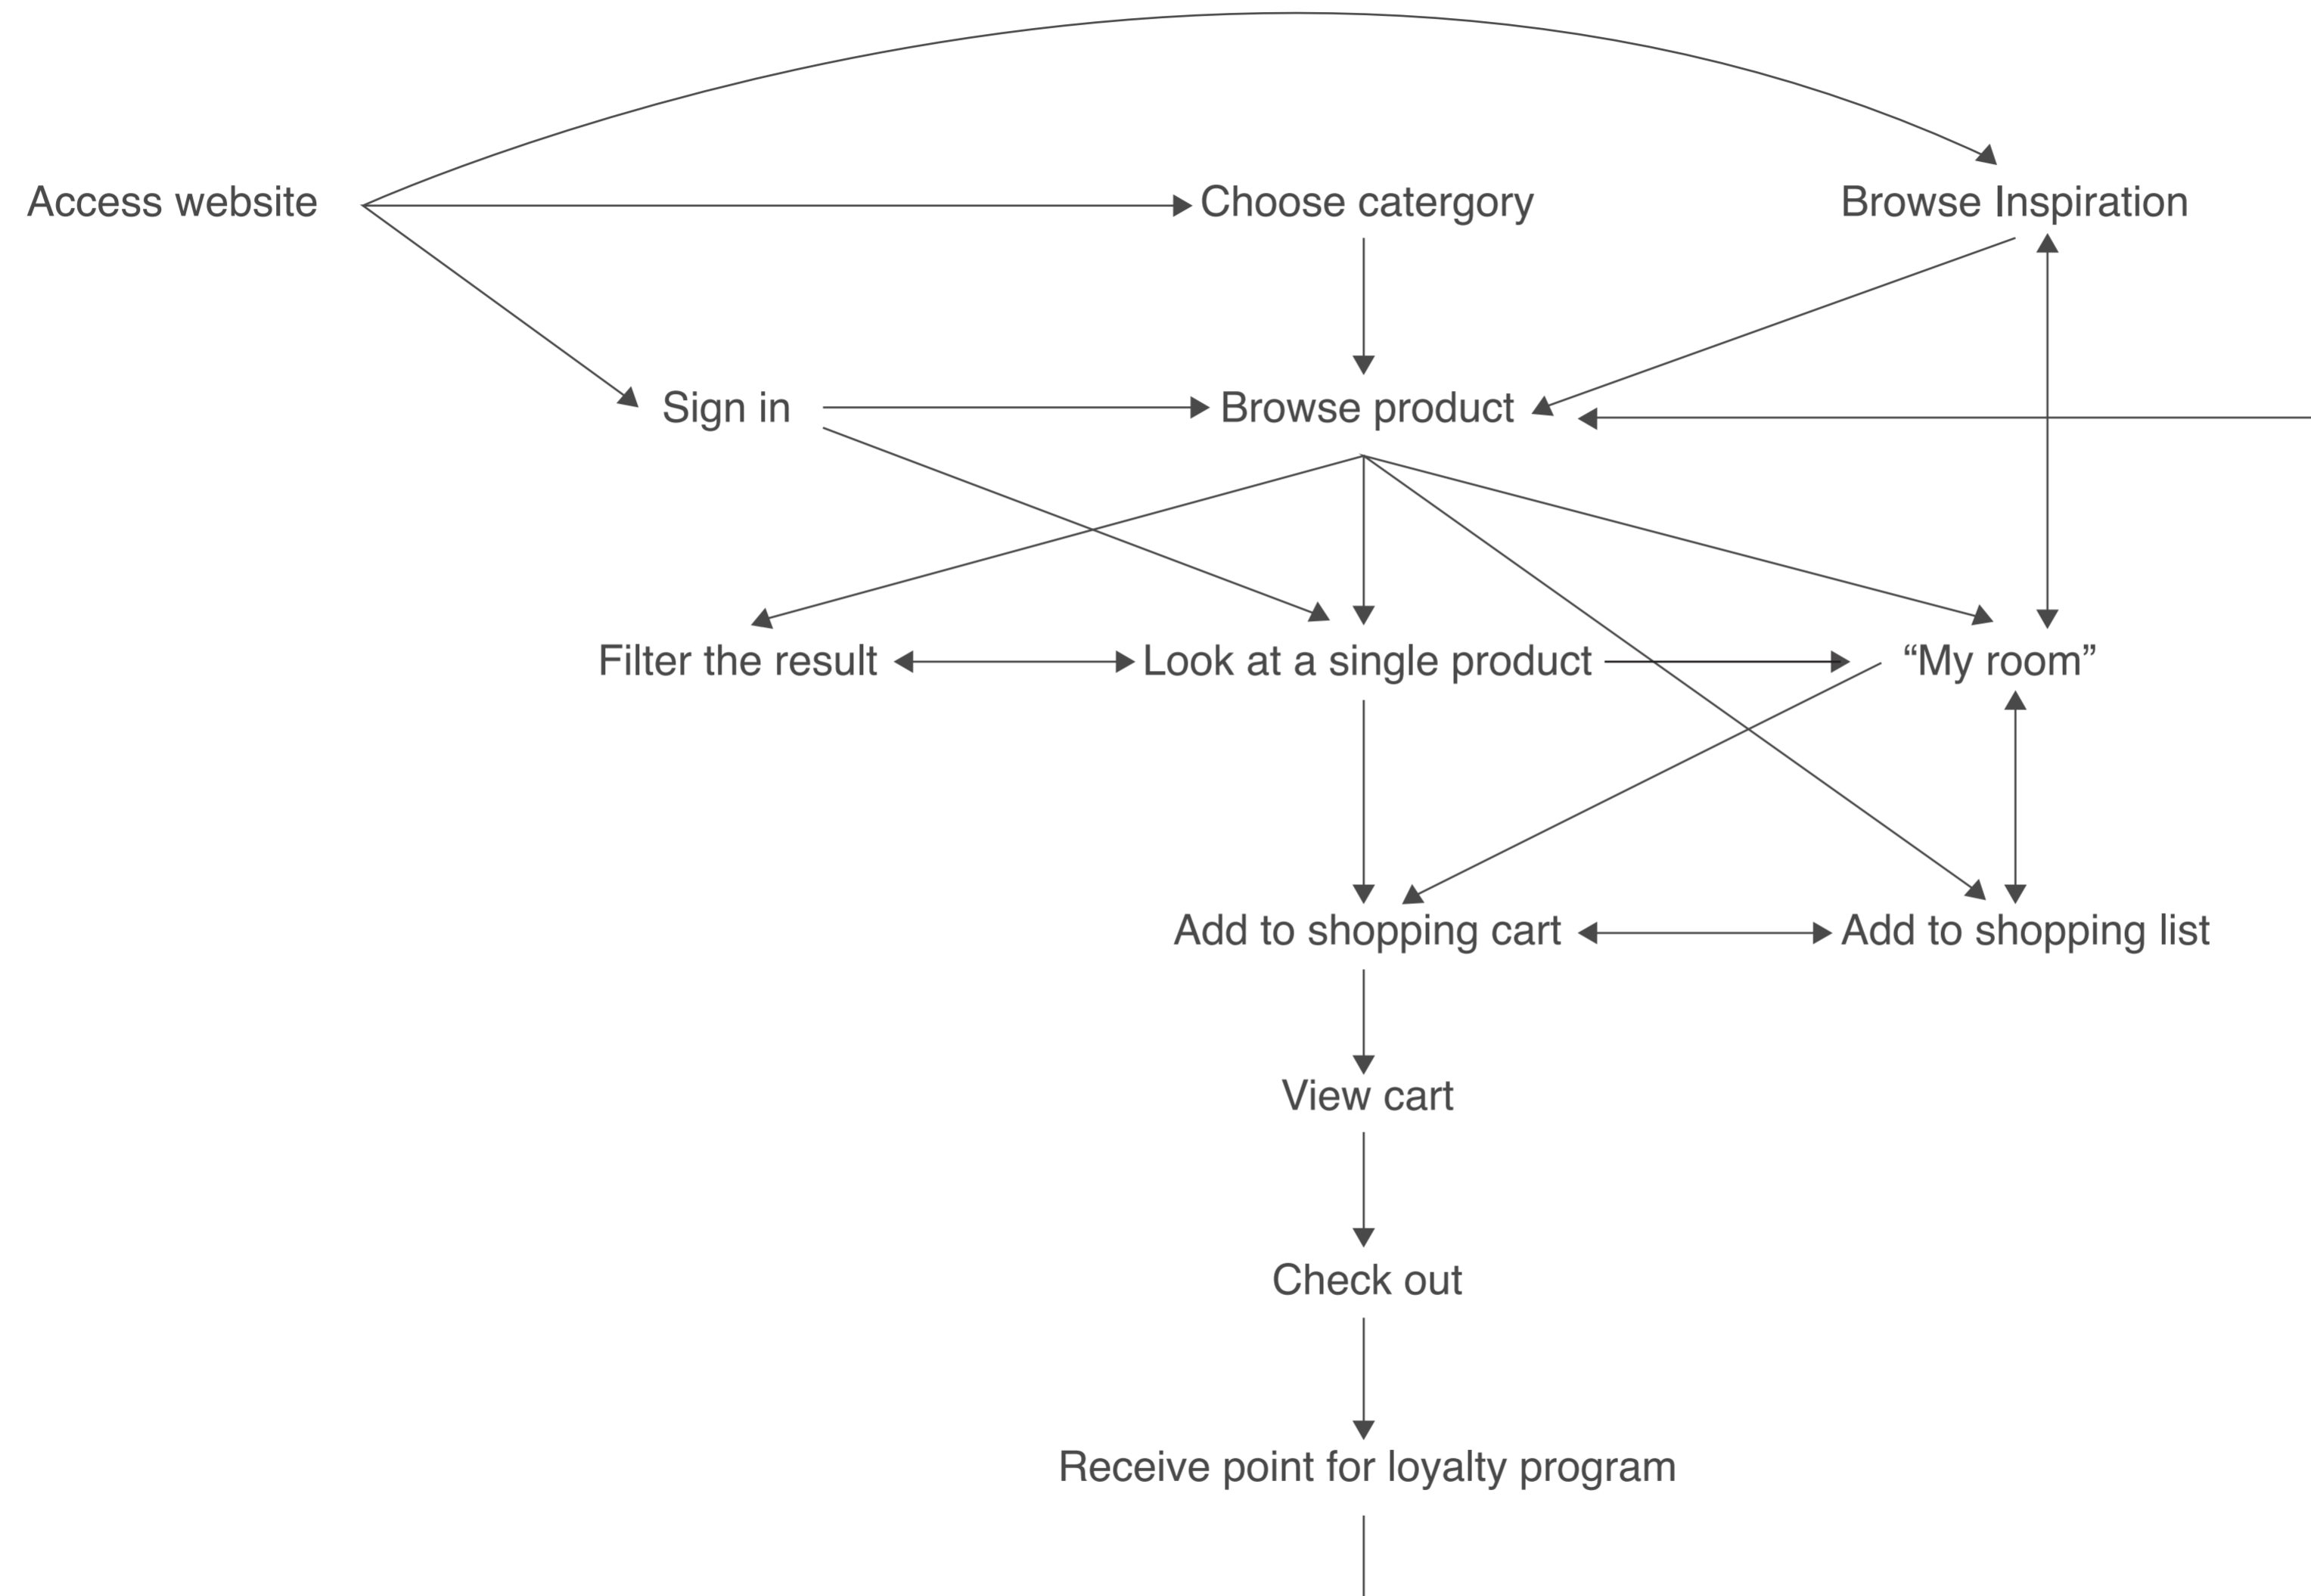 Access website
Choose catergory
Browse Inspiration
Sign in
Browse product
Filter the result
Look at a single product
“My room”
Add to shopping cart
Add to shopping list
View cart
Check out
Receive point for loyalty program